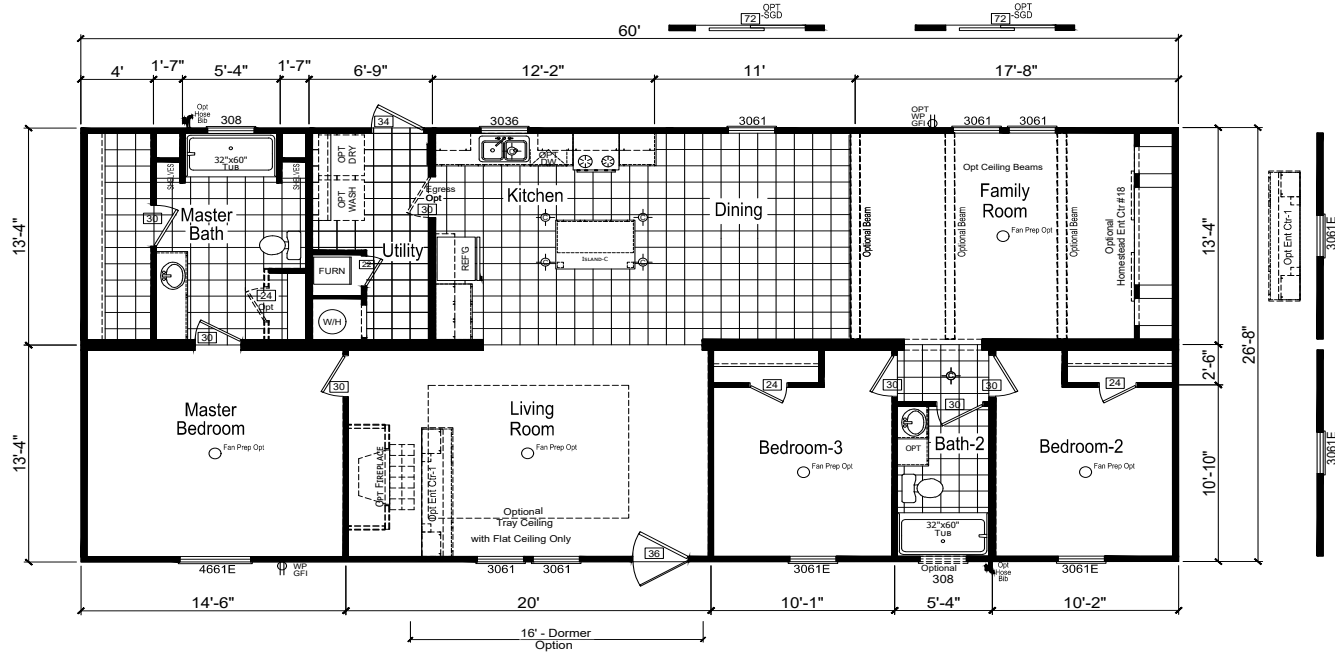 OPT
72 -SGD
OPT
72 -SGD
60'
4'
1'-7"
5'-4"
1'-7"
6'-9"
12'-2"
11'
17'-8"
Opt
Hose
Bib
308
34
3036
3061
OPT
WP
GFI
3061
3061
32"x60"
TUB
SHELVES
SHELVES
OPT
DRY
OPT
WASH
OPT
DW
Egress
Opt
30
Kitchen
Dining
Opt Ceiling Beams
Family
Room
Fan Prep Opt
Optional Beam
Optional Beam
Optional Beam
Optional
Homestead Ent Ctr #18
Opt Ent Ctr-1
3061E
13'-4"
13'-4"
30
Master
Bath
Utility
REF'G
ISLAND-C
FURN
22
24
Opt
W/H
30
26'-8"
2'-6"
30
24
30
30
24
30
Master
Bedroom
Fan Prep Opt
Living
Room
Fan Prep Opt
Bedroom-3
Fan Prep Opt
Bath-2
OPT
Bedroom-2
Fan Prep Opt
3061E
13'-4"
10'-10"
OPT FIREPLACE
Opt Ent Ctr-1
Optional
Tray Ceiling
with Flat Ceiling Only
32"x60"
TUB
36
4661E
WP
GFI
3061
3061
3061E
Optional
308
Opt
Hose
Bib
3061E
14'-6"
20'
10'-1"
5'-4"
10'-2"
16' - Dormer
Option